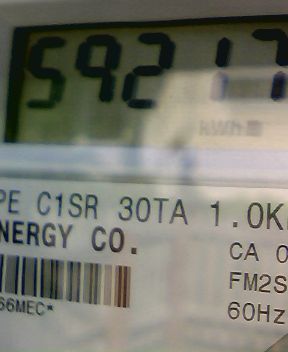 59217
kWh
PE C1SR 30TA 1.0K
NERGY CO.
CA 0
FM2S
66MEC*
60Hz